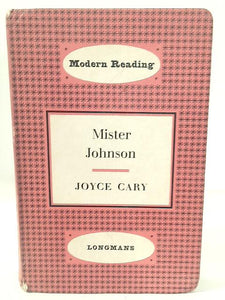 Modern Reading
Mister
Johnson
JOYCE CARY
LONGMANS